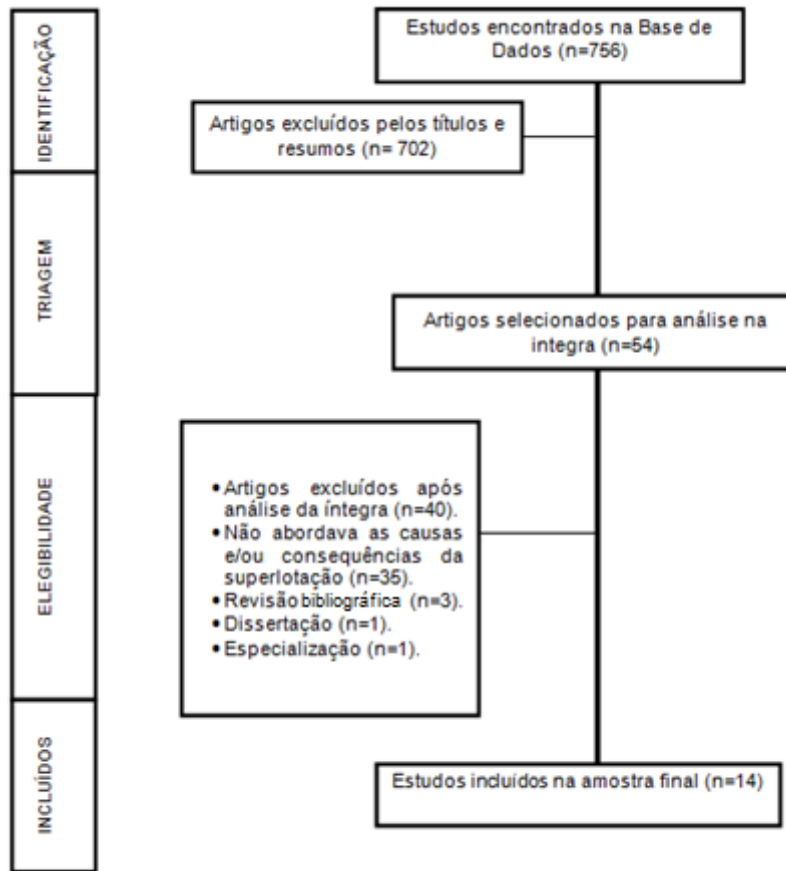 IDENTIFICAÇÃO
Estudos encontrados na Base de
Dados (n=756)
Artigos excluídos pelos títulos e
resumos (n= 702)
TRIAGEM
Artigos selecionados para análise na
integra (n=54)
ELEGIBILIDADE
• Artigos excluídos após
análise da íntegra (n=40).
• Não abordava as causas
e/ou consequências da
superlotação (n=35).
• Revisão bibliográfica (n=3).
• Dissertação (n=1).
• Especialização (n=1).
INCLUÍDOS
Estudos incluídos na amostra final (n=14)